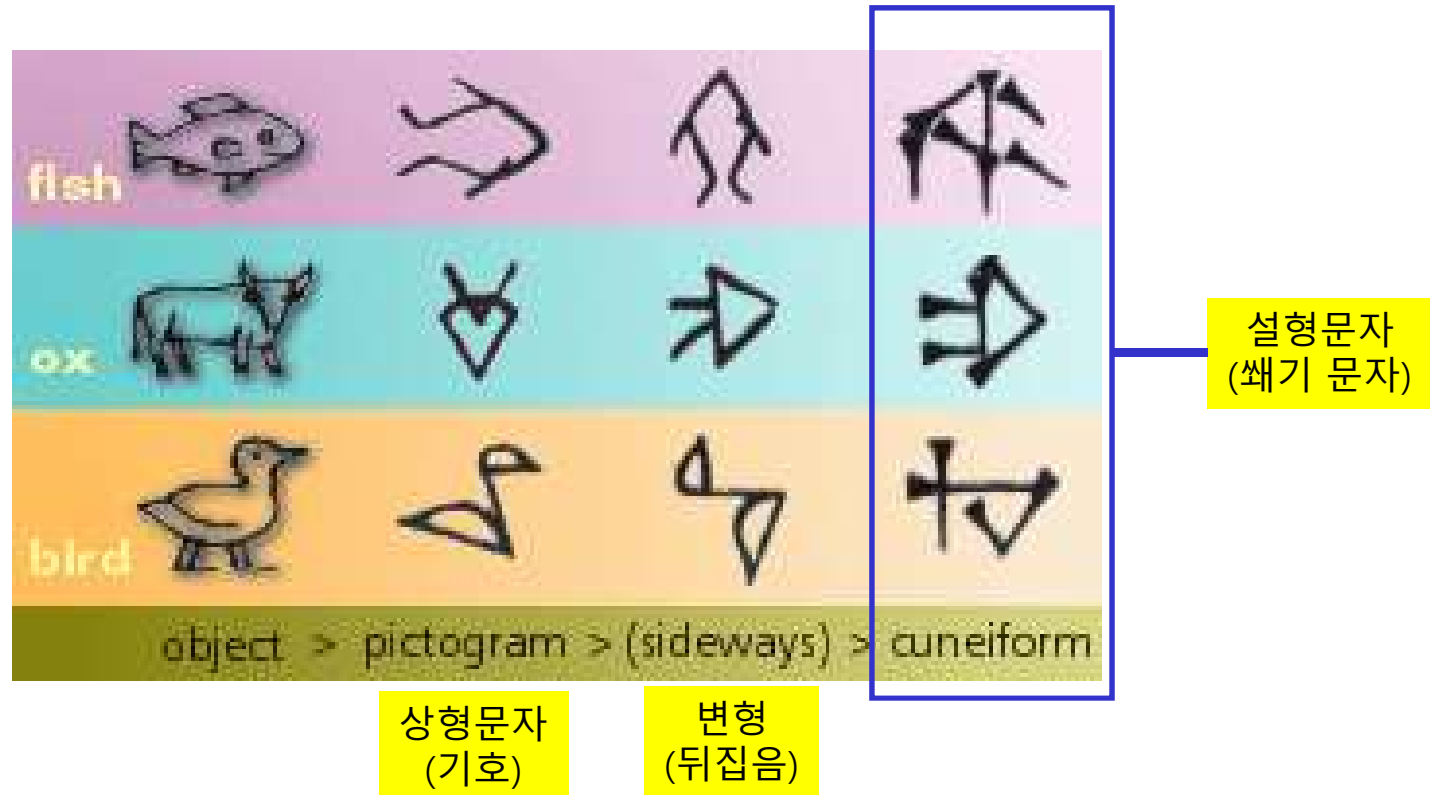 fish
ox
설형문자
(쐐기 문자)
bird
object > pictogram > (sideways) > cuneiform
상형문자
(기호)
변형
(뒤집음)